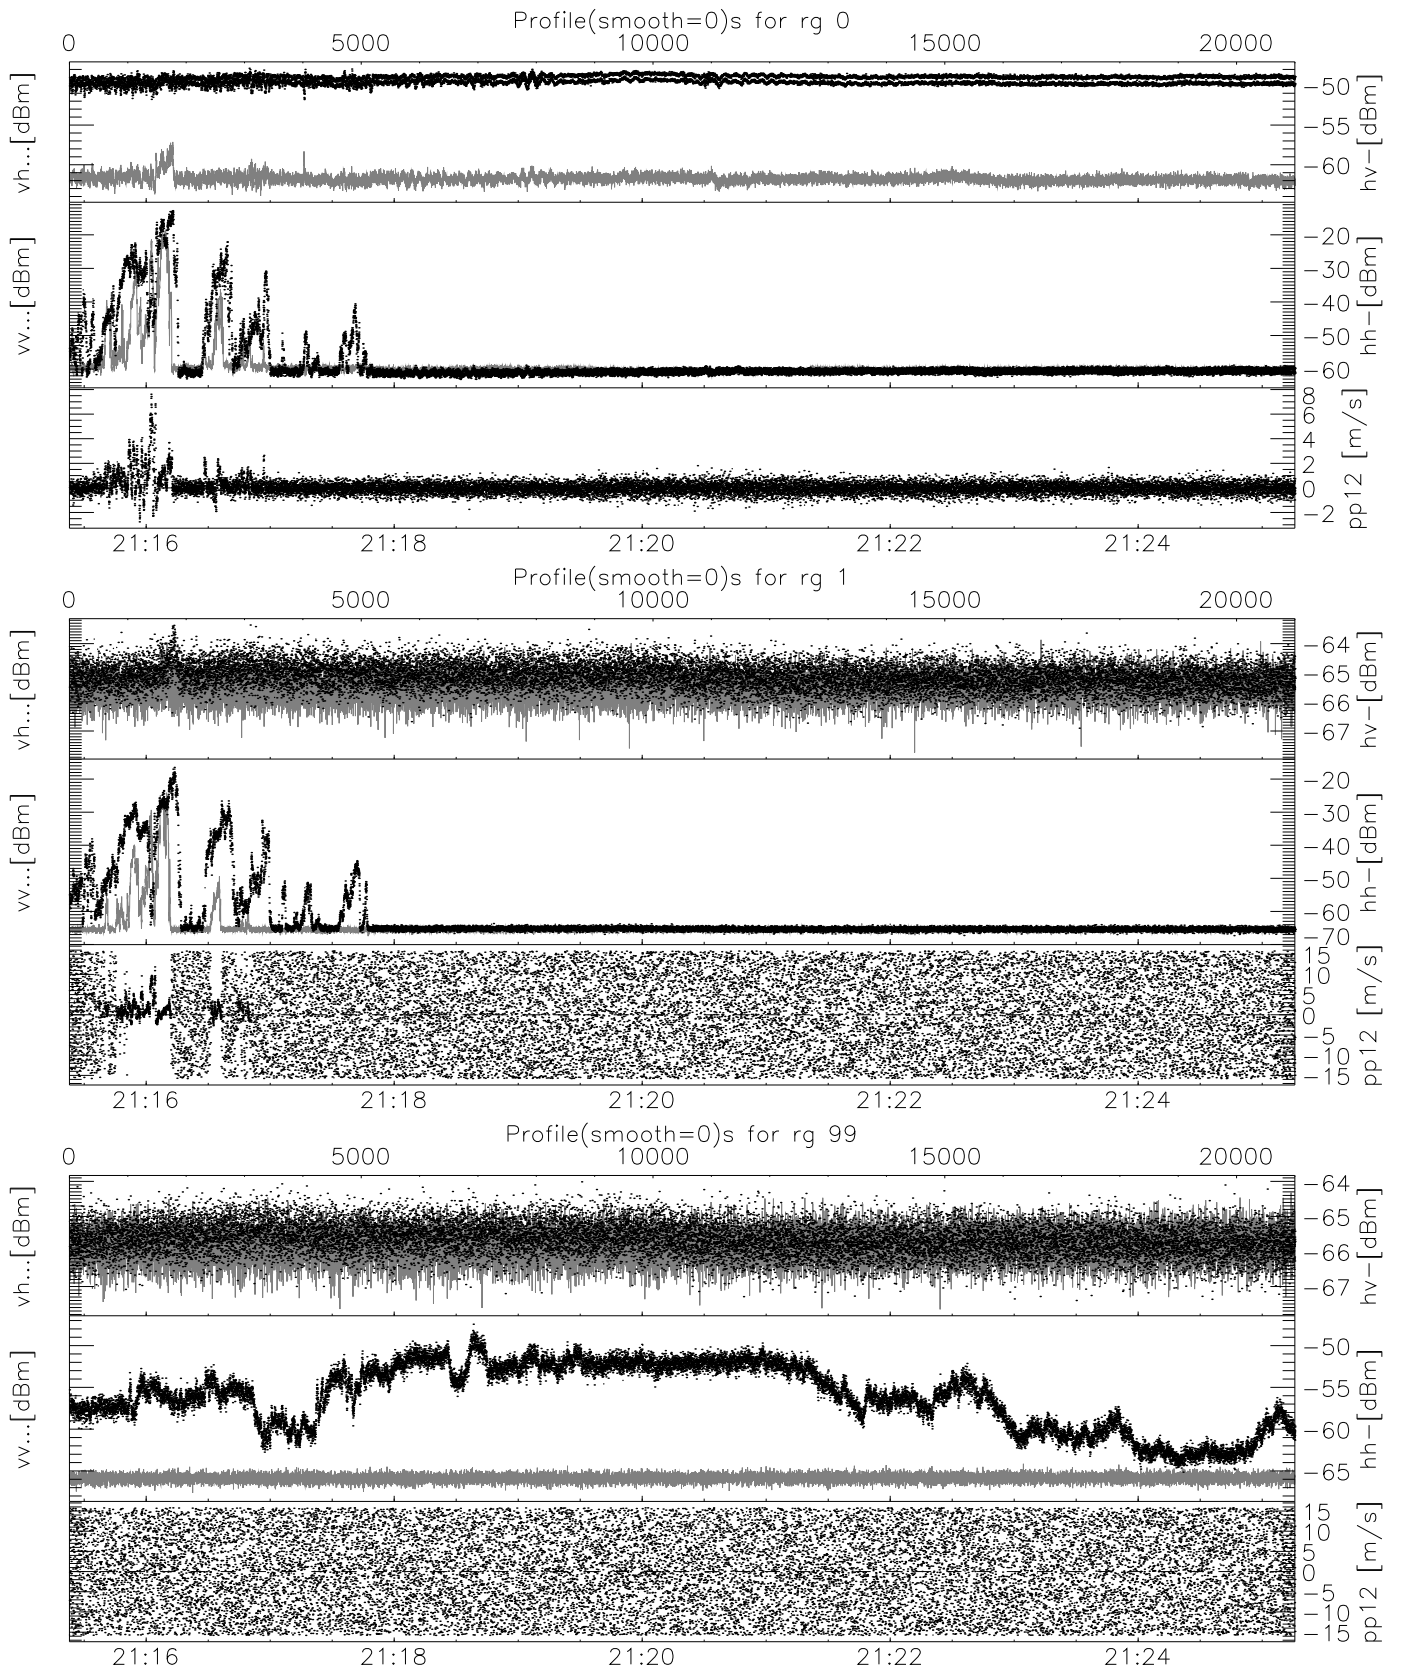 Profile(smooth=0)s for rg 0
0 5000 10000 15000 20000
vh...[dBm]
-50
-55
-60
hv-[dBm]
vv...[dBm]
-20
-30
-40
-50
-60
hh-[dBm]
8
6
4
2
0
-2
pp12 [m/s]
21:16 21:18 21:20 21:22 21:24
Profile(smooth=0)s for rg 1
0 5000 10000 15000 20000
vh...[dBm]
-64
-65
-66
-67
hv-[dBm]
vv...[dBm]
-20
-30
-40
-50
-60
-70
hh-[dBm]
15
10
5
0
-5
-10
-15
pp12 [m/s]
21:16 21:18 21:20 21:22 21:24
Profile(smooth=0)s for rg 99
0 5000 10000 15000 20000
vh...[dBm]
-64
-65
-66
-67
hv-[dBm]
vv...[dBm]
-50
-55
-60
-65
hh-[dBm]
15
10
5
0
-5
-10
-15
pp12 [m/s]
21:16 21:18 21:20 21:22 21:24